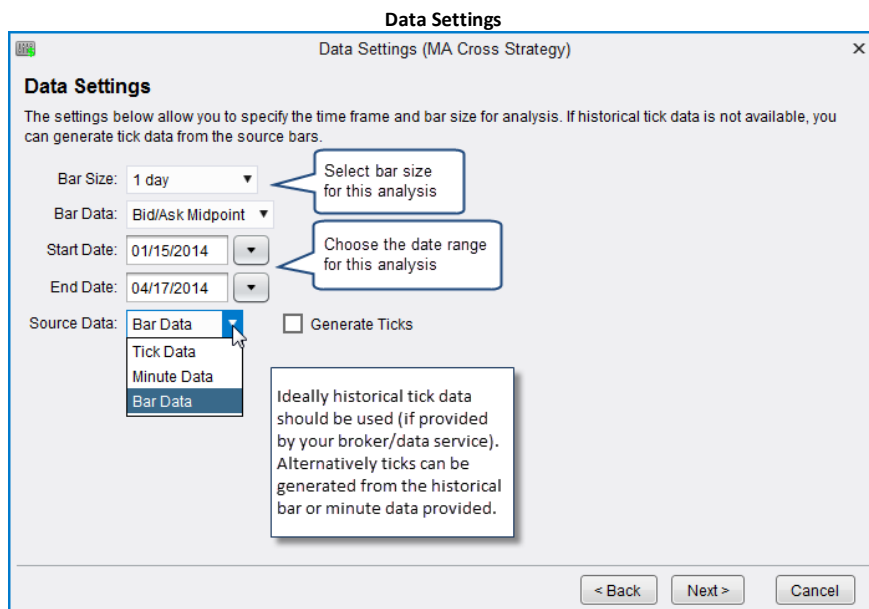 Data Settings
Data Settings (MA Cross Strategy)
Data Settings
The settings below allow you to specify the time frame and bar size for analysis. If historical tick data is not available, you
can generate tick data from the source bars.
Bar Size: 1 day
Select bar size
for this analysis
Bar Data: Bid/Ask Midpoint
Start Date: 01/15/2014
Choose the date range
for this analysis
End Date: 04/17/2014
Source Data: Bar Data
Generate Ticks
Tick Data
Minute Data
Bar Data
Ideally historical tick data
should be used (if provided
by your broker/data service).
Alternatively ticks can be
generated from the historical
bar or minute data provided.
< Back
Next >
Cancel